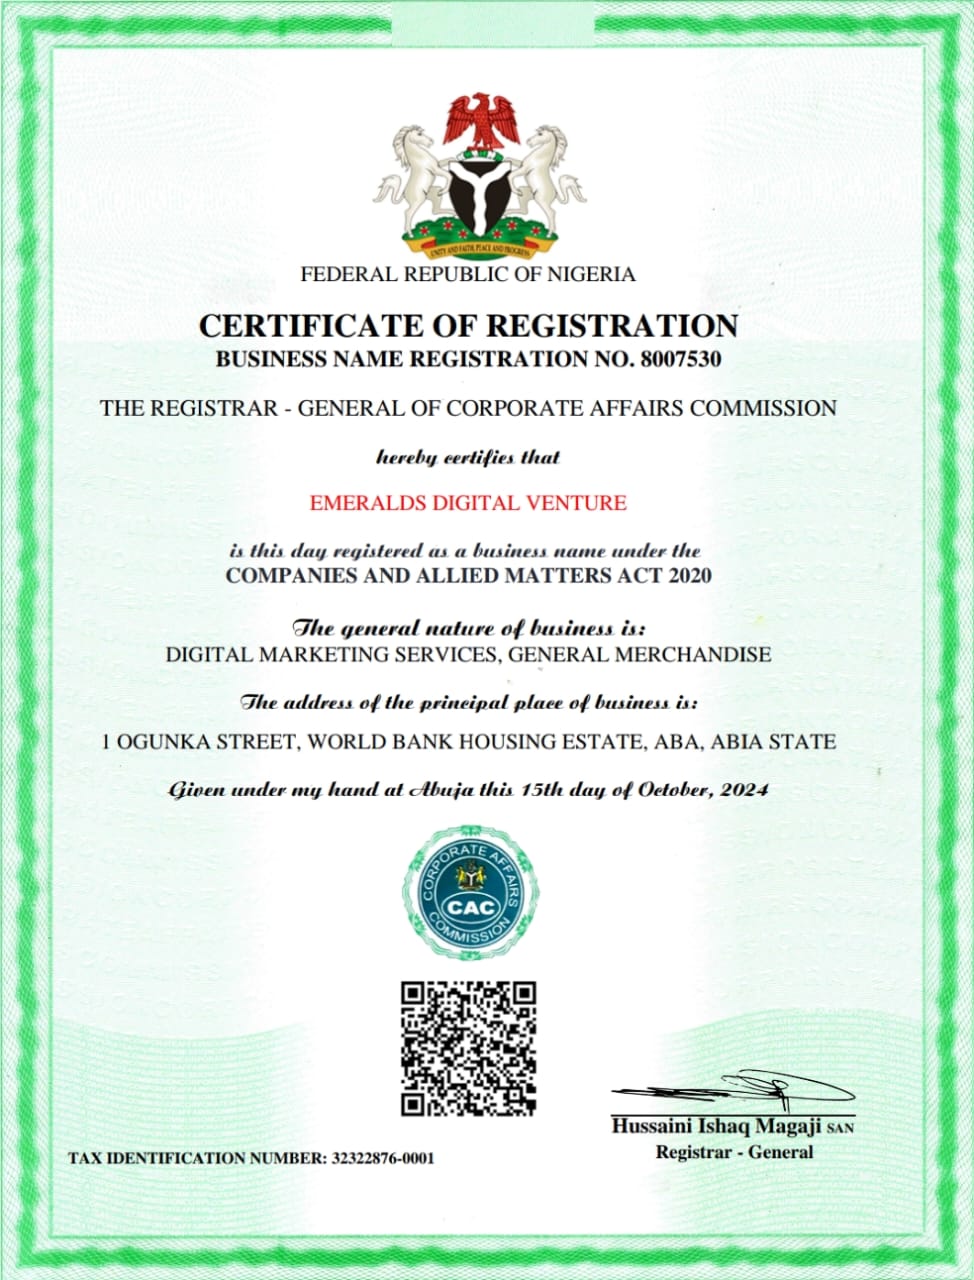 UNITY AND FAITH, PEACE AND PROGRESS
FEDERAL REPUBLIC OF NIGERIA
CERTIFICATE OF REGISTRATION
BUSINESS NAME REGISTRATION NO. 8007530
THE REGISTRAR - GENERAL OF CORPORATE AFFAIRS COMMISSION
hereby certifies that
EMERALDS DIGITAL VENTURE
is this day registered as a business name under the
COMPANIES AND ALLIED MATTERS ACT 2020
The general nature of business is:
DIGITAL MARKETING SERVICES, GENERAL MERCHANDISE
The address of the principal place of business is:
1 OGUNKA STREET, WORLD BANK HOUSING ESTATE, ABA, ABIA STATE
Given under my hand at Abuja this 15th day of October, 2024
CORPORATE AFFAIRS
CAC
COMMISSION
Hussaini Ishaq Magaji SAN
Registrar - General
TAX IDENTIFICATION NUMBER: 32322876-0001